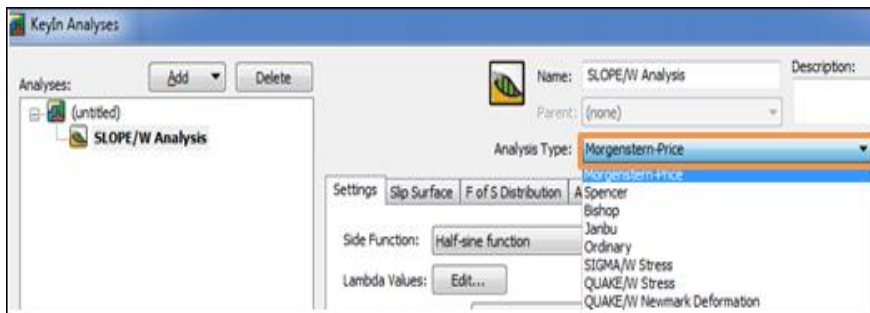 KeyIn Analyses
Analyses:
Add
Delete
(untitled)
SLOPE/W Analysis
Name: SLOPE/W Analysis
Description:
Parent: (none)
Analysis Type: Morgenstern-Price
Morgenstern-Price
Spencer
Bishop
Janbu
Ordinary
SIGMA/W Stress
QUAKE/W Stress
QUAKE/W Newmark Deformation
Settings
Slip Surface
F of S Distribution
A
Side Function: Half-sine function
Lambda Values: Edit...